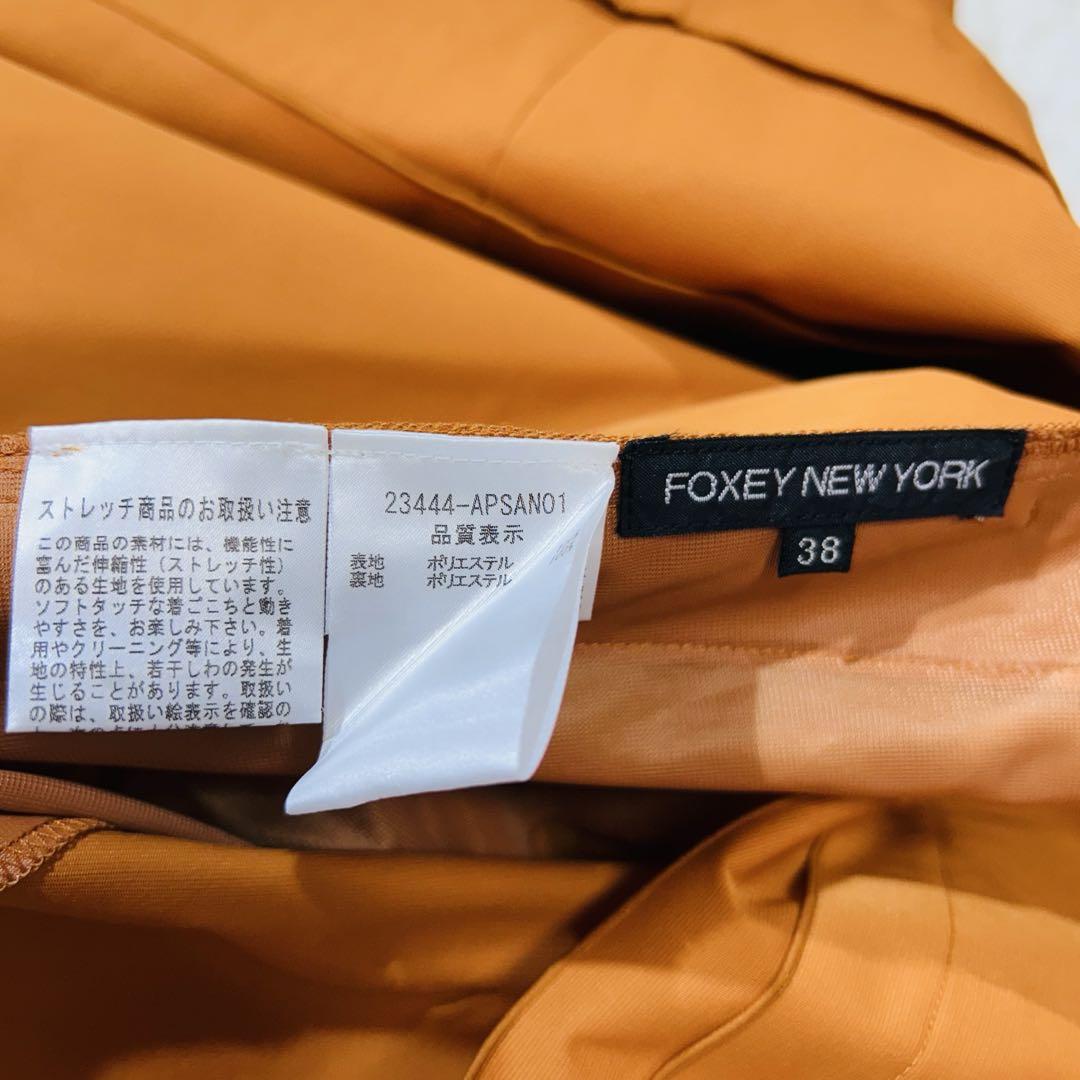 ストレッチ商品のお取扱い注意
この商品の素材には、機能性に
富んだ伸縮性（ストレッチ性）
のある生地を使用しています。
ソフトタッチな着ごこちと動き
やすさを、お楽しみ下さい。着
用やクリーニング等により、生
地の特性上、若干しわの発生が
生じることがあります。取扱い
の際は、取扱い絵表示を確認の
23444-APSAN01
品質表示
表地 ポリエステル
裏地 ポリエステル
FOXEY NEW YORK
38